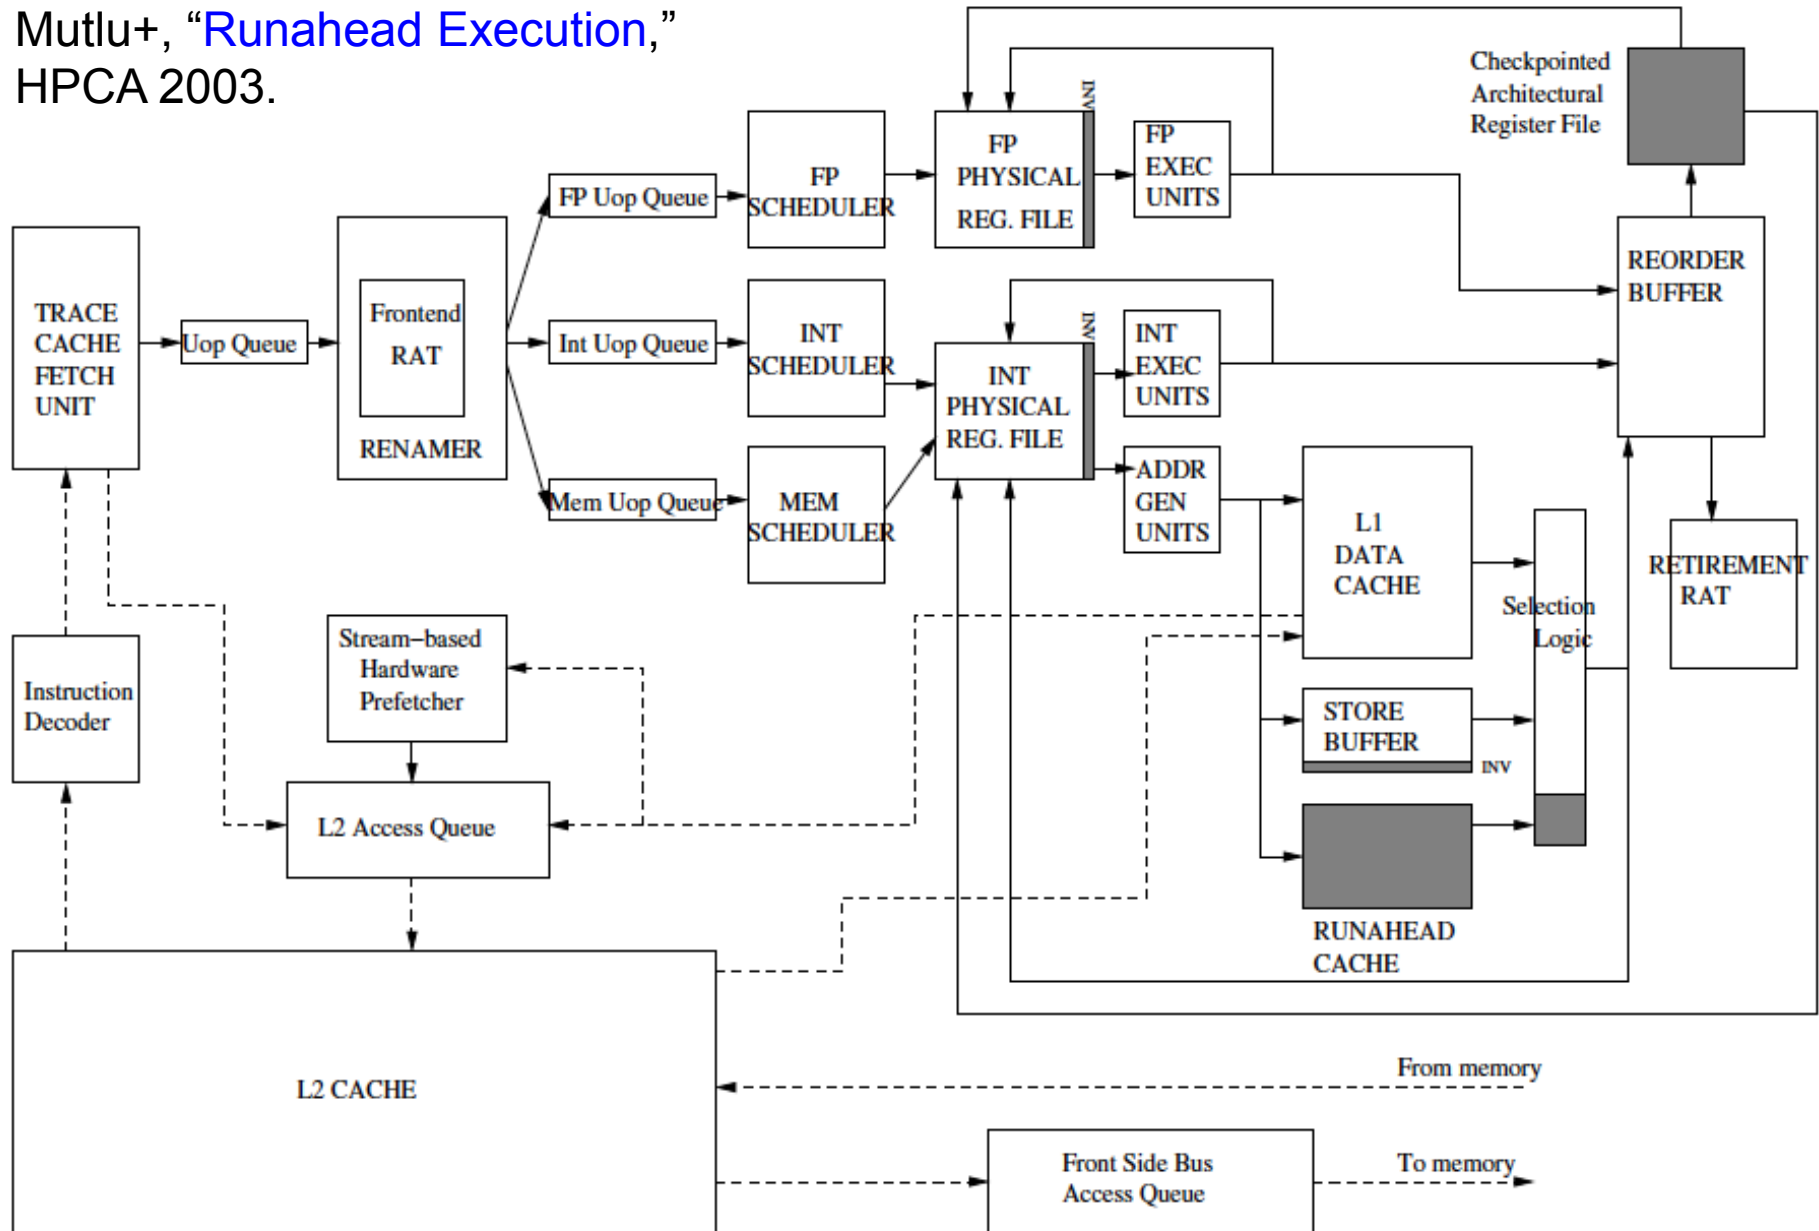 Mutlu+, “Runahead Execution,”
HPCA 2003.
Checkpointed
Architectural
Register File
INV
FP
PHYSICAL
REG. FILE
FP
EXEC
UNITS
FP
SCHEDULER
FP Uop Queue
REORDER
BUFFER
TRACE
CACHE
FETCH
UNIT
Uop Queue
Frontend
RAT
RENAMER
Int Uop Queue
INT
SCHEDULER
INV
INT
PHYSICAL
REG. FILE
INT
EXEC
UNITS
Mem Uop Queue
MEM
SCHEDULER
ADDR
GEN
UNITS
L1
DATA
CACHE
Selection
Logic
RETIREMENT
RAT
Instruction
Decoder
Stream−based
Hardware
Prefetcher
STORE
BUFFER
INV
L2 Access Queue
RUNAHEAD
CACHE
L2 CACHE
From memory
Front Side Bus
Access Queue
To memory